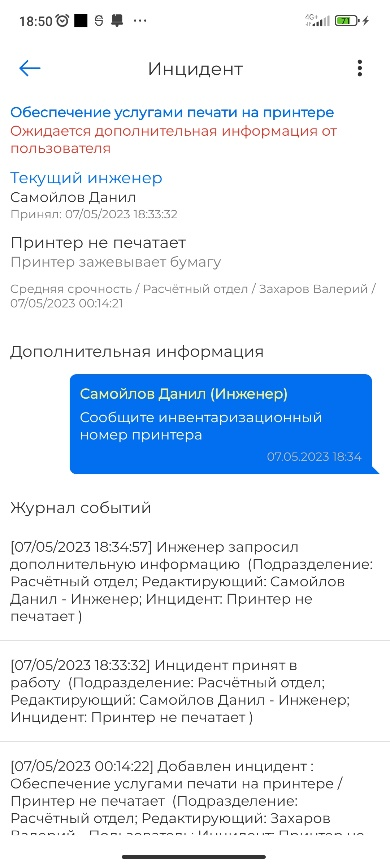 18:50
4G+
71
Инцидент
Обеспечение услугами печати на принтере
Ожидается дополнительная информация от
пользователя
Текущий инженер
Самойлов Данил
Принял: 07/05/2023 18:33:32
Принтер не печатает
Принтер зажевывает бумагу
Средняя срочность / Расчётный отдел / Захаров Валерий /
07/05/2023 00:14:21
Дополнительная информация
Самойлов Данил (Инженер)
Сообщите инвентаризационный
номер принтера
07.05.2023 18:34
Журнал событий
[07/05/2023 18:34:57] Инженер запросил
дополнительную информацию (Подразделение:
Расчётный отдел; Редактирующий: Самойлов
Данил - Инженер; Инцидент: Принтер не
печатает )
[07/05/2023 18:33:32] Инцидент принят в
работу (Подразделение: Расчётный отдел;
Редактирующий: Самойлов Данил - Инженер;
Инцидент: Принтер не печатает )
[07/05/2023 00:14:22] Добавлен инцидент :
Обеспечение услугами печати на принтере /
Принтер не печатает (Подразделение:
Расчётный отдел; Редактирующий: Захаров
Валерий - Пользователь; Инцидент: Принтер не